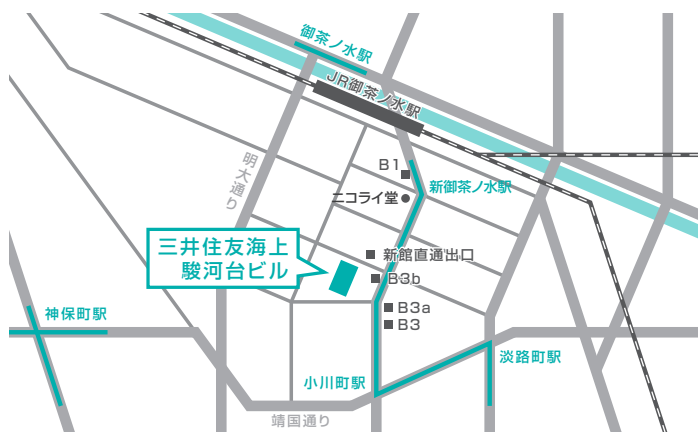 御茶ノ水駅
JR御茶ノ水駅
明大通り
B1
新御茶ノ水駅
ニコライ堂
三井住友海上
駿河台ビル
新館直通出口
B3b
B3a
B3
神保町駅
淡路町駅
小川町駅
靖国通り